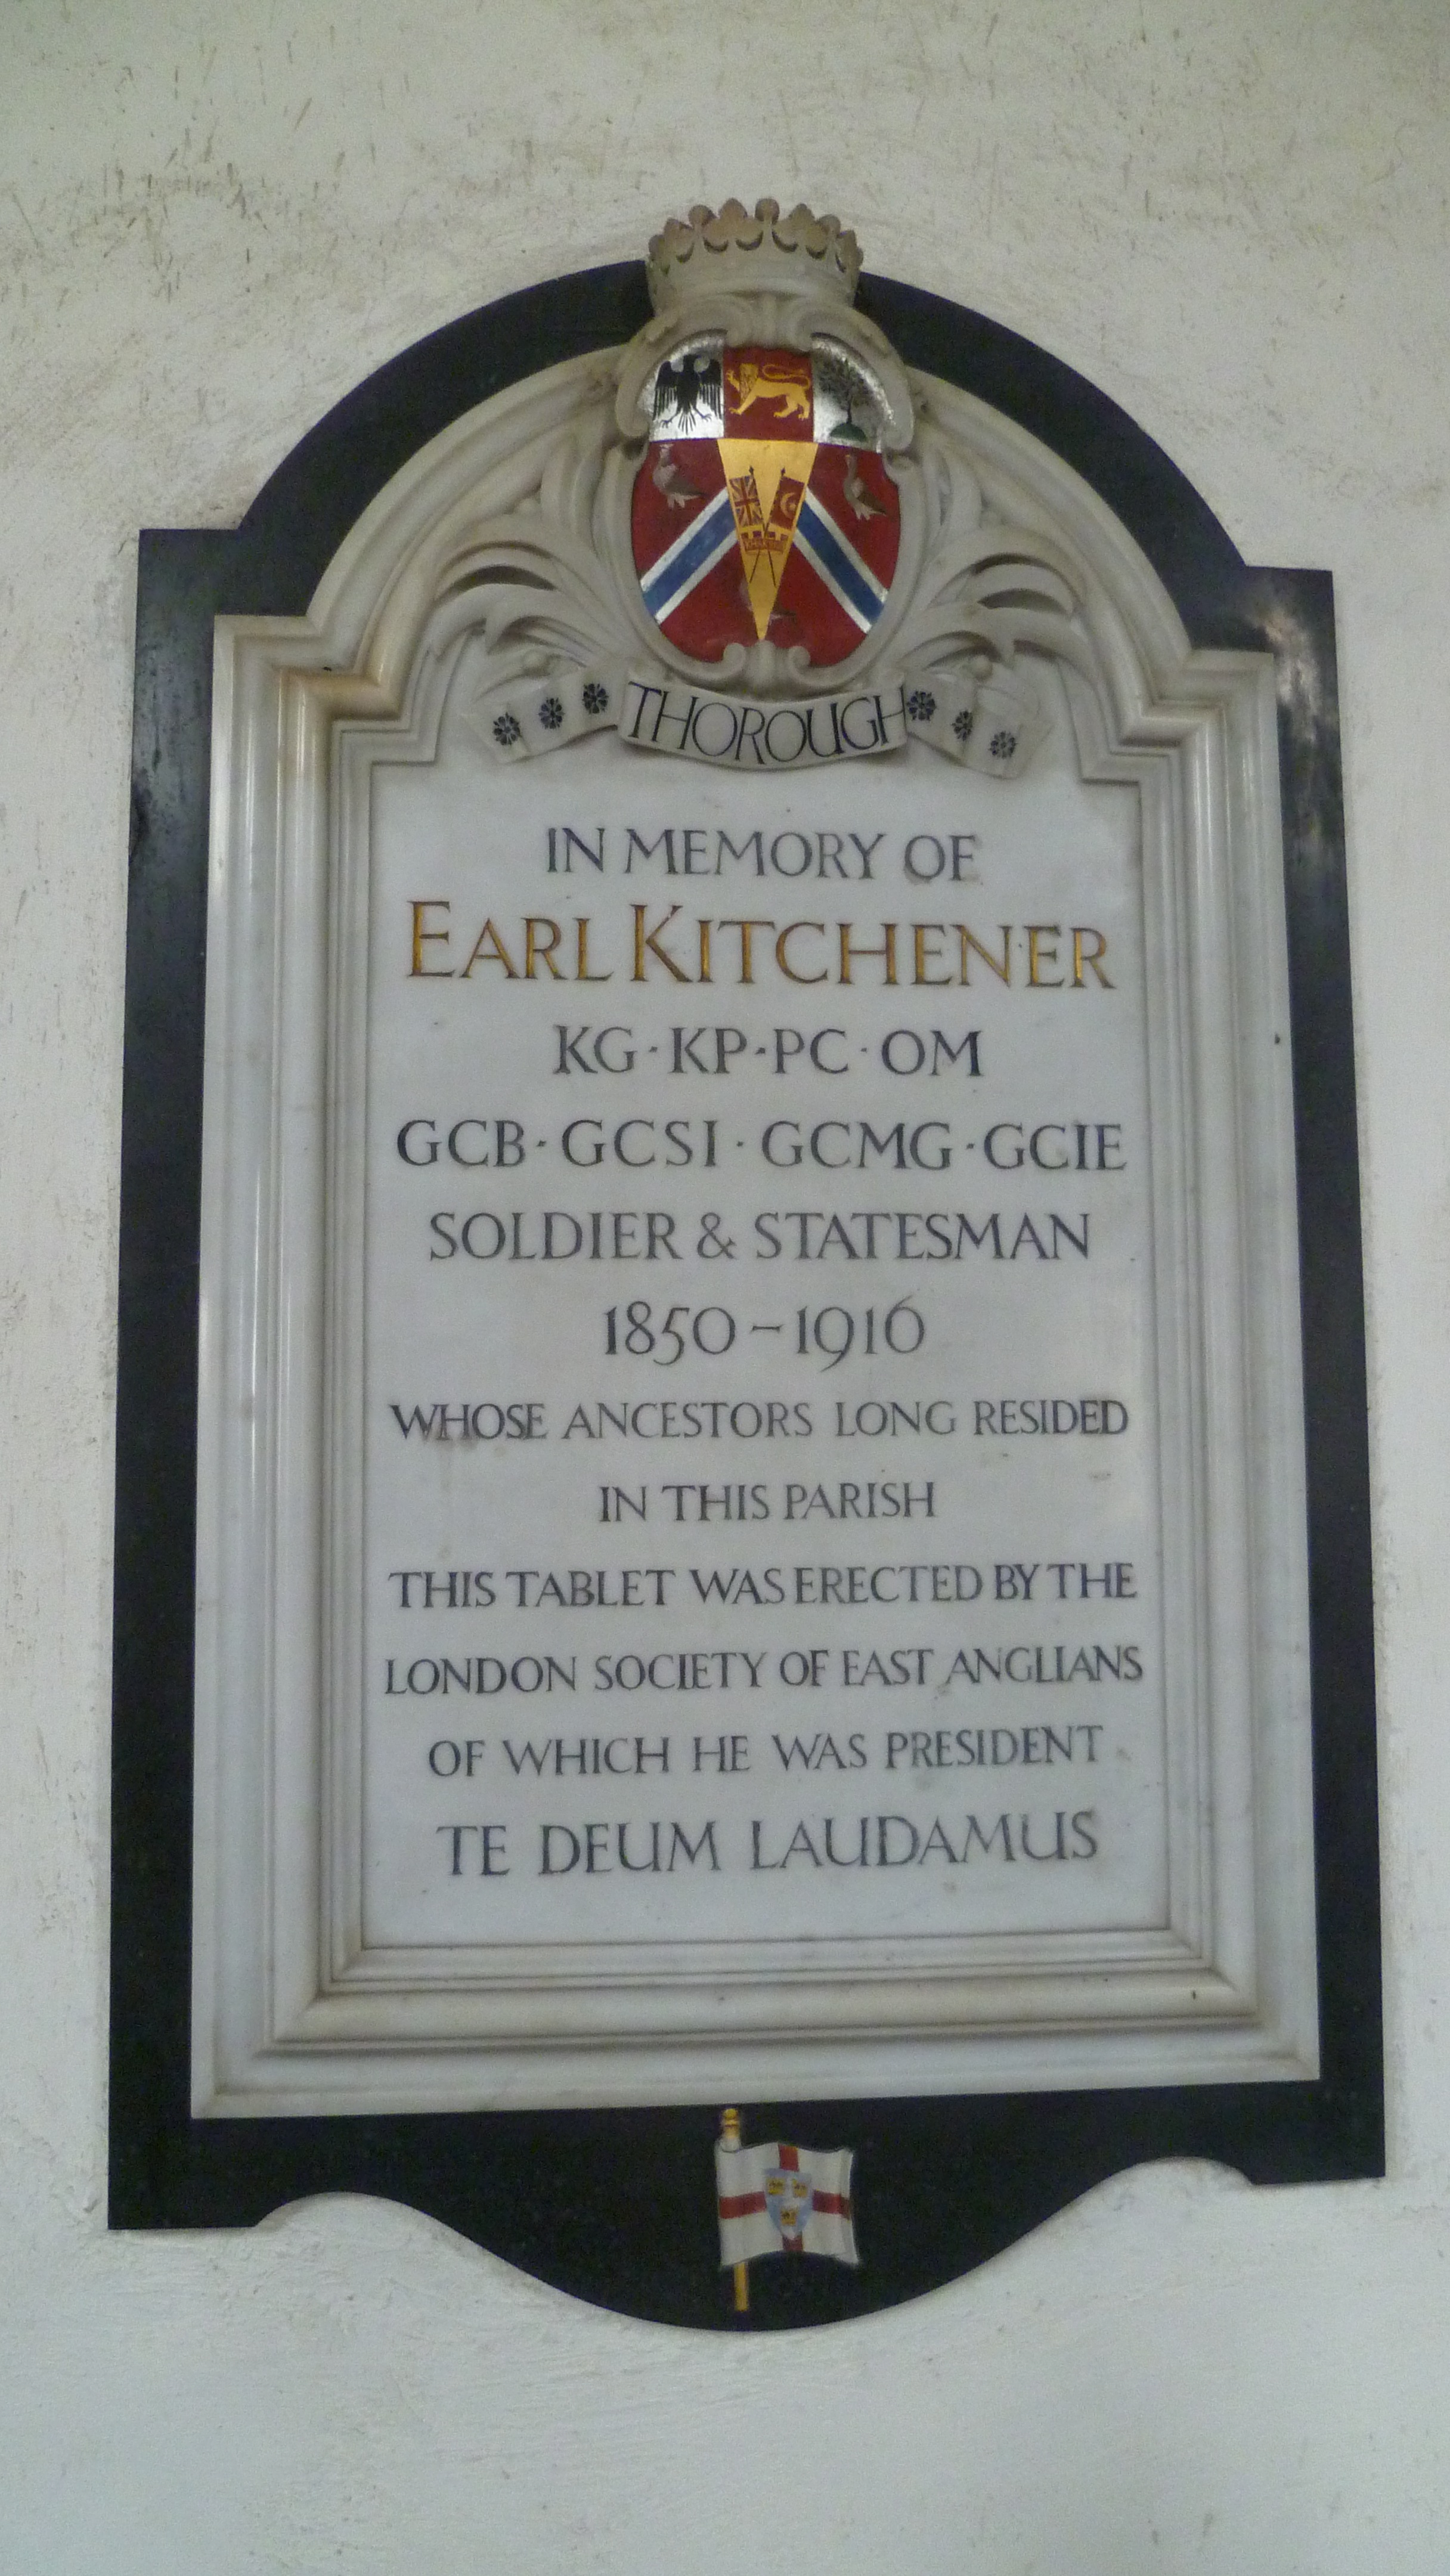 THOROUGH
IN MEMORY OF
EARL KITCHENER
KG · KP · PC · OM
GCB · GCSI · GCMG · GCIE
SOLDIER & STATESMAN
1850 – 1916
WHOSE ANCESTORS LONG RESIDED
IN THIS PARISH
THIS TABLET WAS ERECTED BY THE
LONDON SOCIETY OF EAST ANGLIANS
OF WHICH HE WAS PRESIDENT
TE DEUM LAUDAMUS